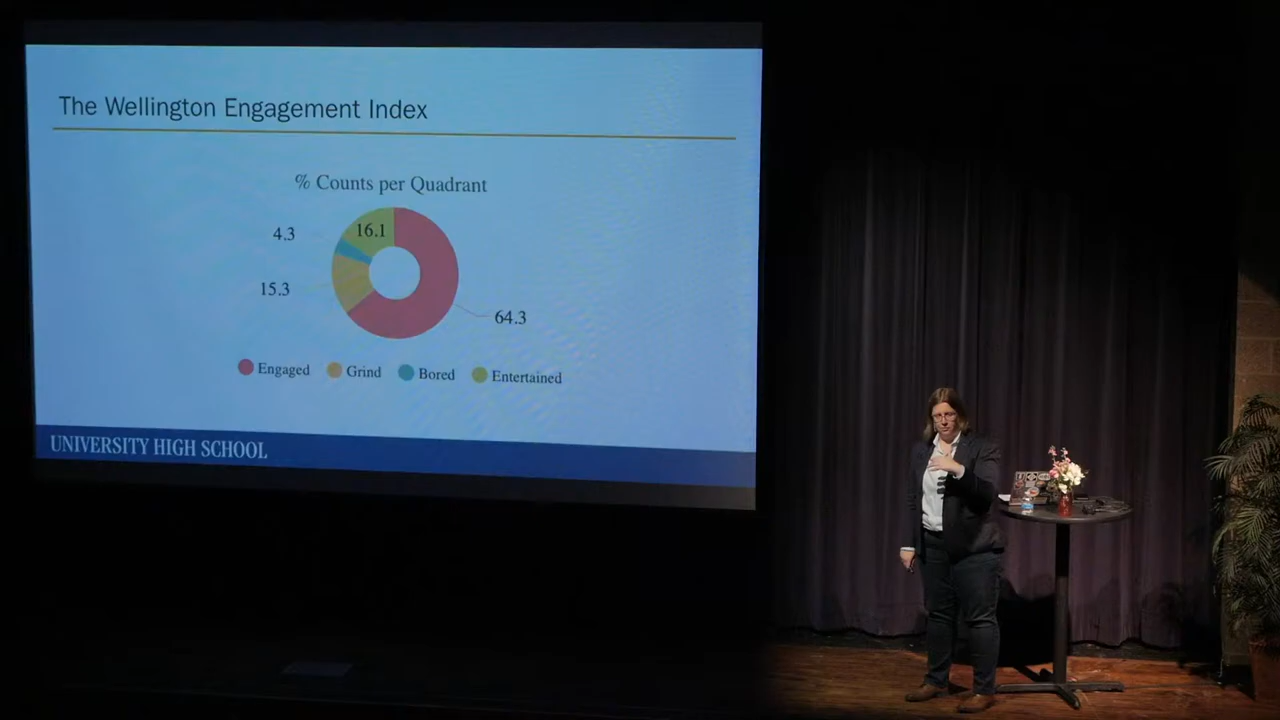 The Wellington Engagement Index
% Counts per Quadrant
16.1
4.3
15.3
64.3
Engaged Grind Bored Entertained
UNIVERSITY HIGH SCHOOL